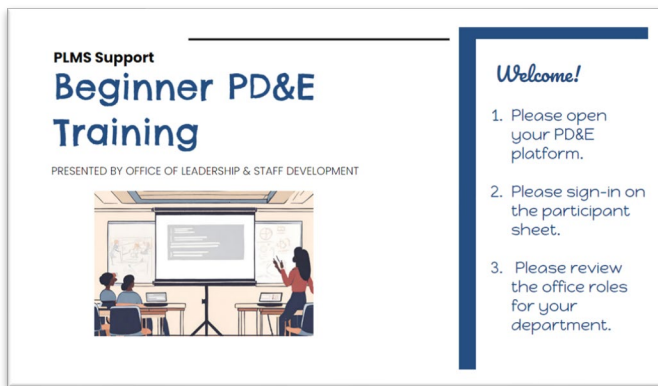 PLMS Support
Beginner PD&E
Training
PRESENTED BY OFFICE OF LEADERSHIP & STAFF DEVELOPMENT
Welcome!
1. Please open
your PD&E
platform.
2. Please sign-in on
the participant
sheet.
3. Please review
the office roles
for your
department.